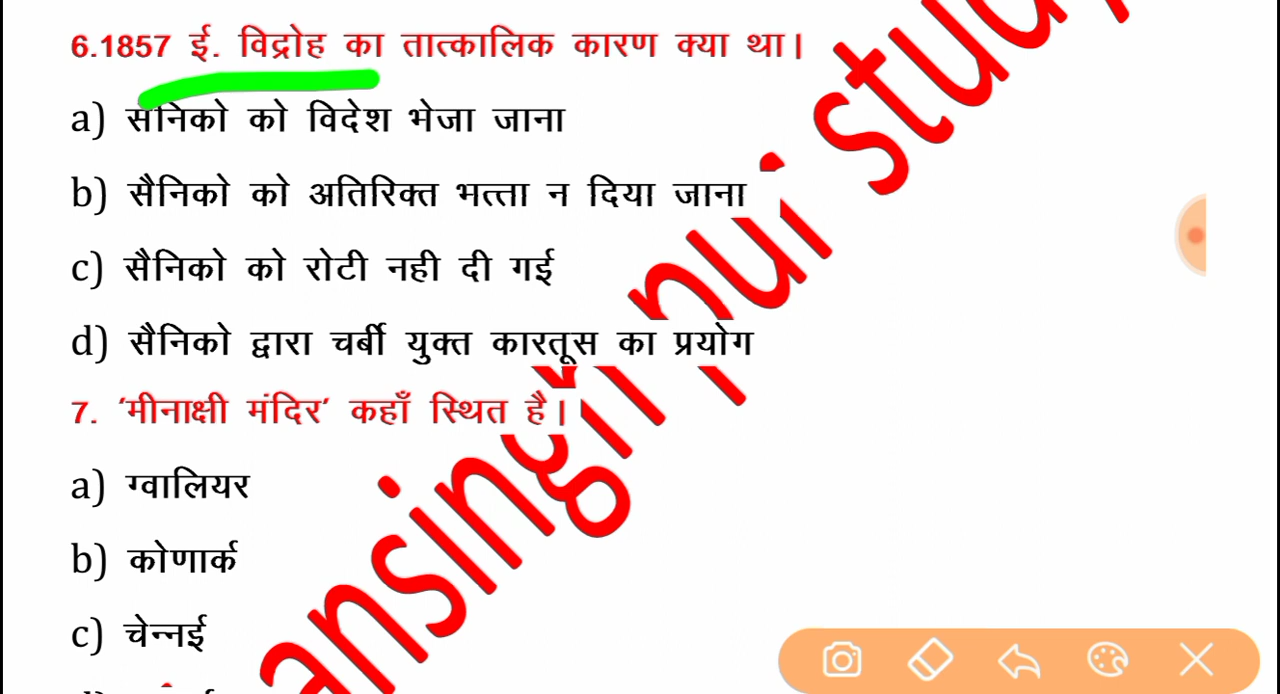 6.1857 ई. विद्रोह का तात्कालिक कारण क्या था।
a) सैनिको को विदेश भेजा जाना
b) सैनिको को अतिरिक्त भत्ता न दिया जाना
c) सैनिको को रोटी नही दी गई
d) सैनिको द्वारा चर्बी युक्त कारतूस का प्रयोग
7. ‘मीनाक्षी मंदिर’ कहाँ स्थित है।
a) ग्वालियर
b) कोणार्क
c) चेन्नई